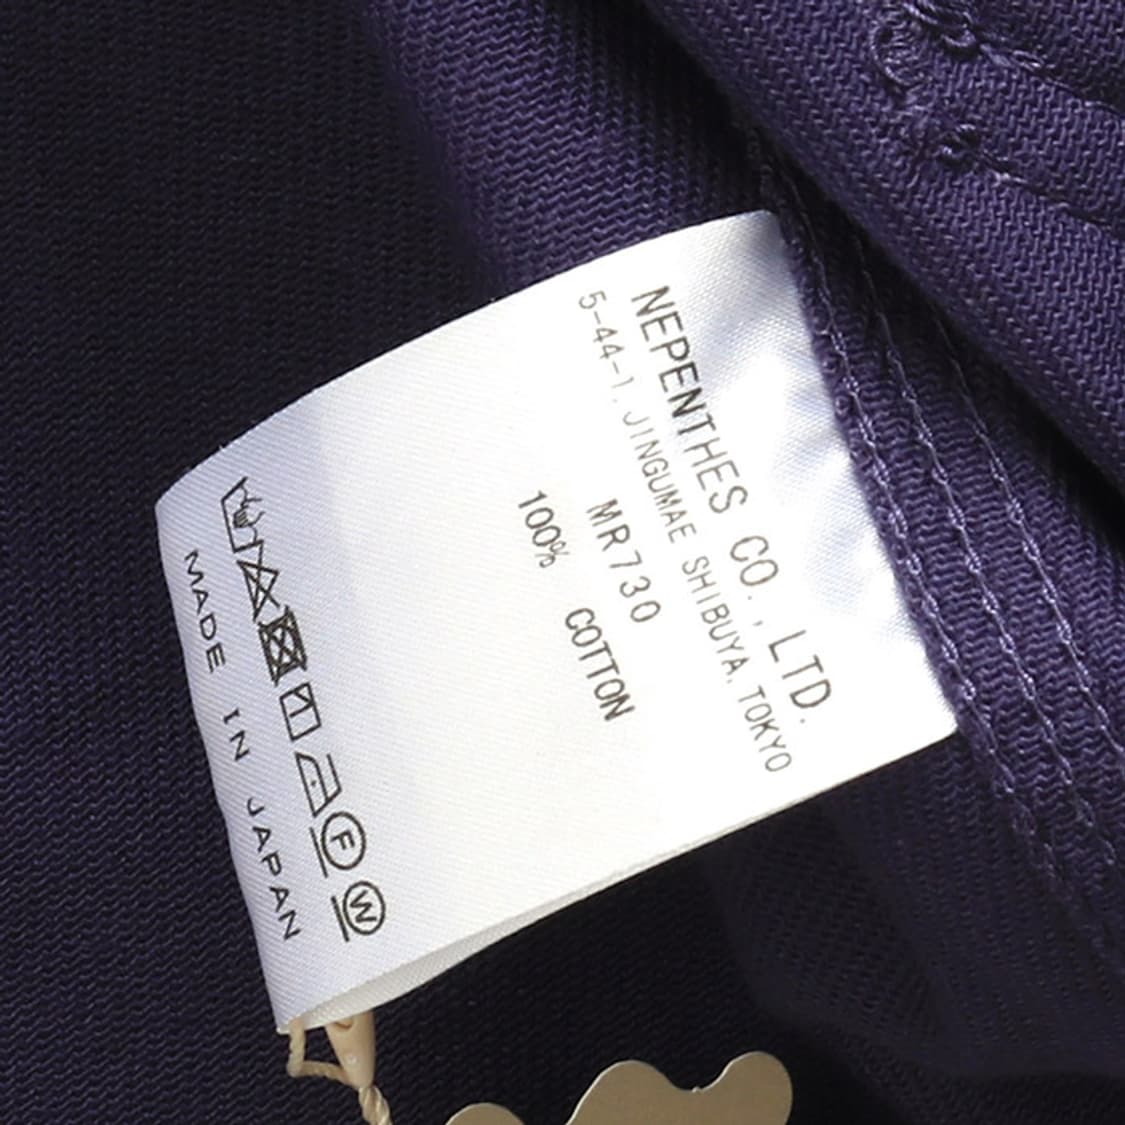 NEPENTHES CO., LTD.
5-44-1, JINGUMAE SHIBUYA, TOKYO
MR730
100% COTTON
F W
MADE IN JAPAN